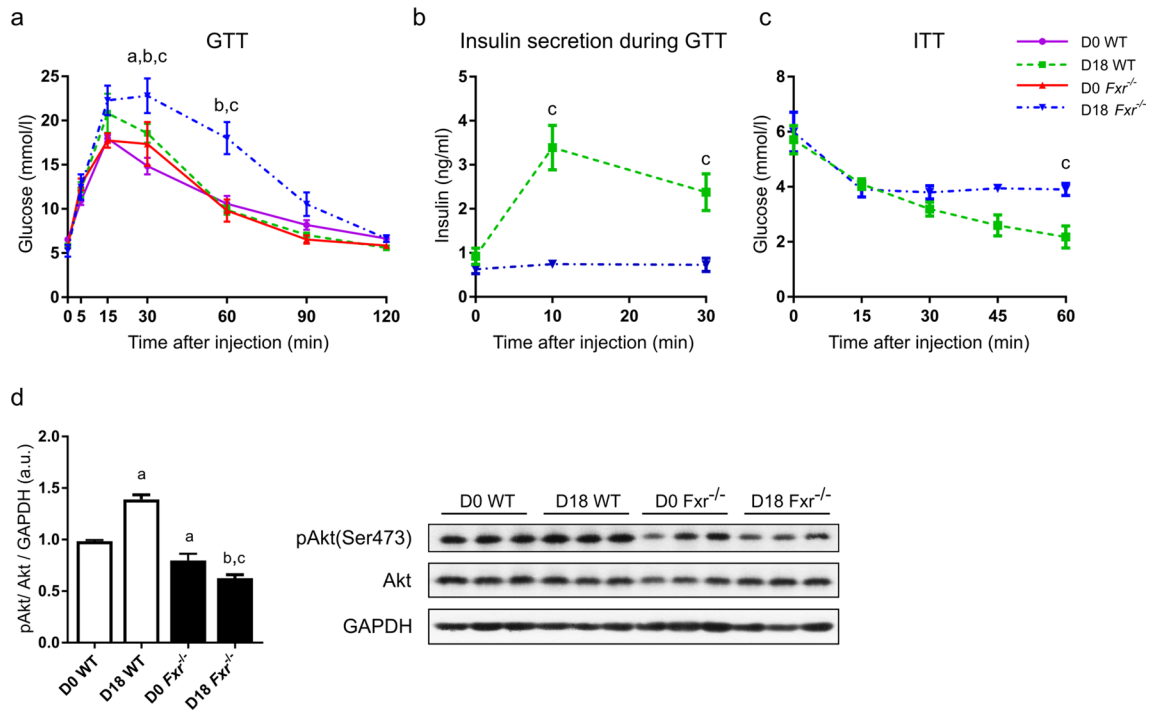 a
GTT
Glucose (mmol/l)
25
20
15
10
5
0
a,b,c
b,c
0 5 15 30 60 90 120
Time after injection (min)
b
Insulin secretion during GTT
Insulin (ng/ml)
5
4
3
2
1
0
c
c
0 10 20 30
Time after injection (min)
c
ITT
Glucose (mmol/l)
8
6
4
2
0
c
0 15 30 45 60
Time after injection (min)
D0 WT
D18 WT
D0 Fxr-/-
D18 Fxr-/-
d
pAkt/ Akt / GAPDH (a.u.)
2.0
1.5
1.0
0.5
0.0
a
a
b,c
D0 WT
D18 WT
D0 Fxr-/-
D18 Fxr-/-
D0 WT D18 WT D0 Fxr-/- D18 Fxr-/-
pAkt(Ser473)
Akt
GAPDH